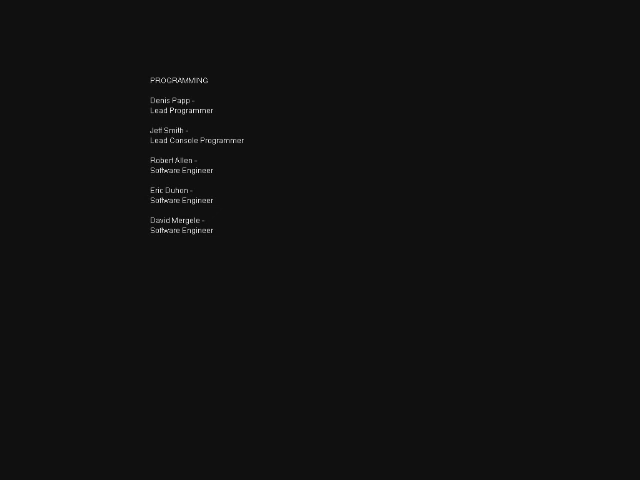 PROGRAMMING
Denis Papp -
Lead Programmer
Jeff Smith -
Lead Console Programmer
Robert Allen -
Software Engineer
Eric Duhon -
Software Engineer
David Mergele -
Software Engineer